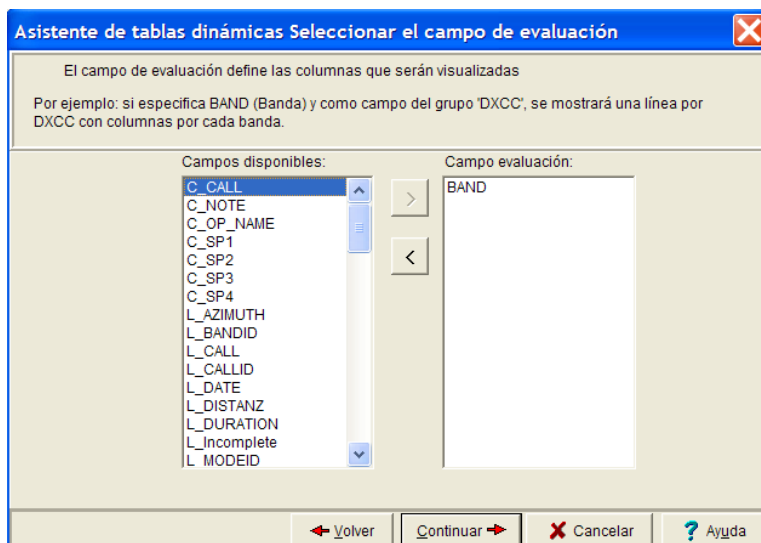 Asistente de tablas dinámicas Seleccionar el campo de evaluación
El campo de evaluación define las columnas que serán visualizadas
Por ejemplo: si especifica BAND (Banda) y como campo del grupo 'DXCC', se mostrará una línea por
DXCC con columnas por cada banda.
Campos disponibles:
C_CALL
C_NOTE
C_OP_NAME
C_SP1
C_SP2
C_SP3
C_SP4
L_AZIMUTH
L_BANDID
L_CALL
L_CALLID
L_DATE
L_DISTANZ
L_DURATION
L_Incomplete
L_MODEID
>
<
Campo evaluación:
BAND
Volver
Continuar
Cancelar
? Ayuda